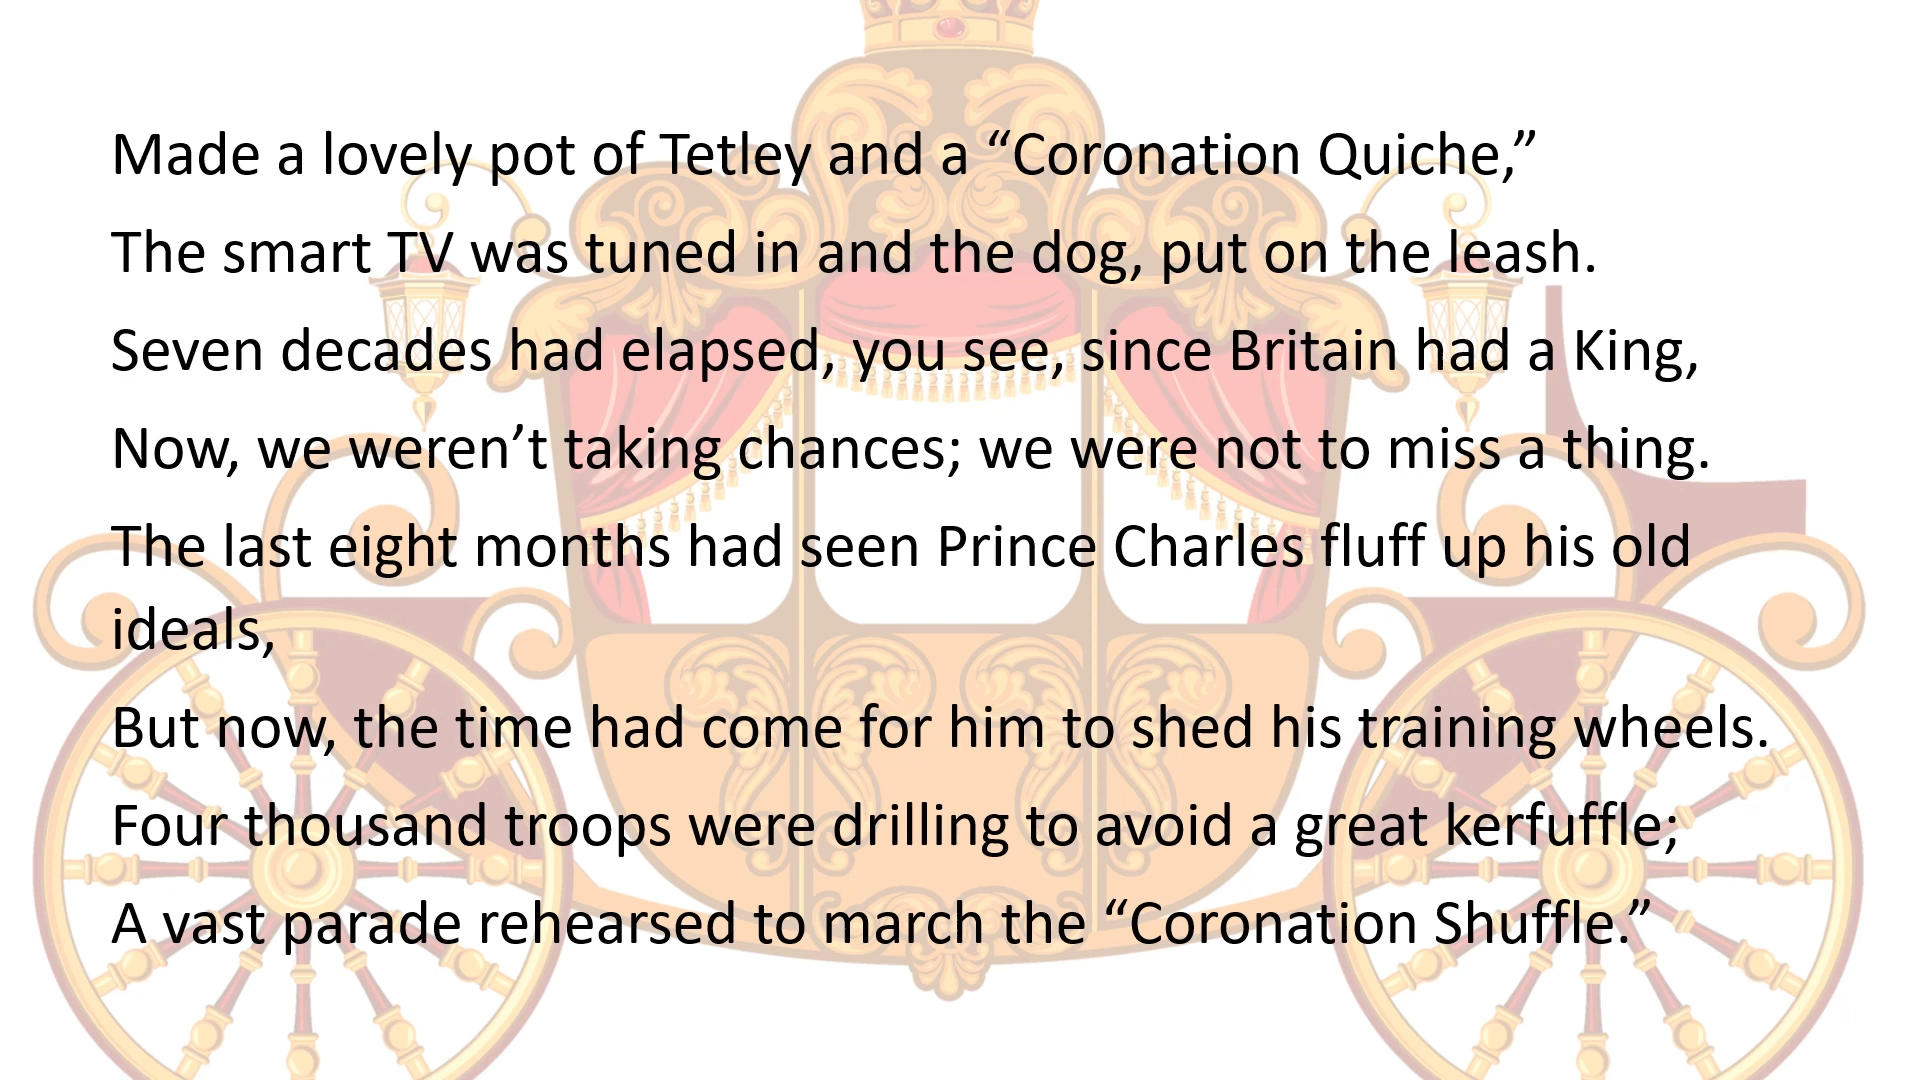 Made a lovely pot of Tetley and a “Coronation Quiche,”
The smart TV was tuned in and the dog, put on the leash.
Seven decades had elapsed, you see, since Britain had a King,
Now, we weren’t taking chances; we were not to miss a thing.
The last eight months had seen Prince Charles fluff up his old
ideals,
But now, the time had come for him to shed his training wheels.
Four thousand troops were drilling to avoid a great kerfuffle;
A vast parade rehearsed to march the “Coronation Shuffle.”